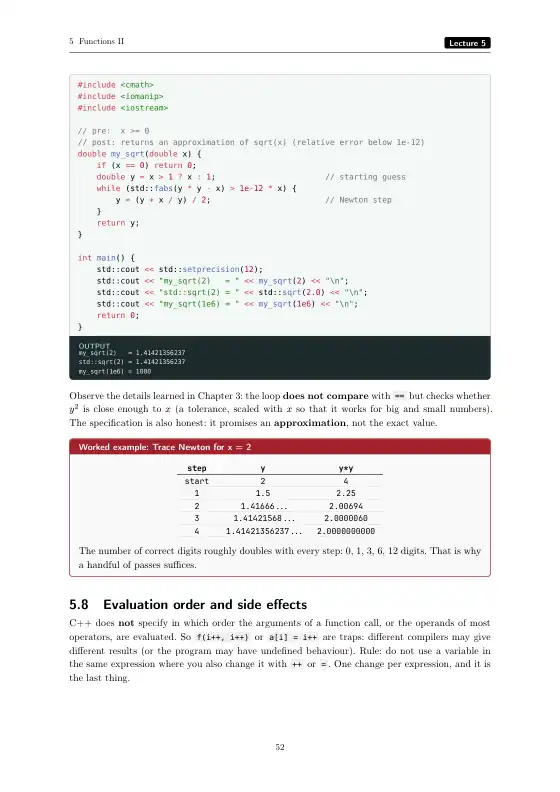 5 Functions II
Lecture 5
#include <cmath>
#include <iomanip>
#include <iostream>
// pre:  x >= 0
// post: returns an approximation of sqrt(x) (relative error below 1e-12)
double my_sqrt(double x) {
    if (x == 0) return 0;
    double y = x > 1 ? x : 1;                       // starting guess
    while (std::fabs(y * y - x) > 1e-12 * x) {
        y = (y + x / y) / 2;                        // Newton step
    }
    return y;
}
int main() {
    std::cout << std::setprecision(12);
    std::cout << "my_sqrt(2)   = " << my_sqrt(2) << "\n";
    std::cout << "std::sqrt(2) = " << std::sqrt(2.0) << "\n";
    std::cout << "my_sqrt(1e6) = " << my_sqrt(1e6) << "\n";
    return 0;
}
OUTPUT
my_sqrt(2)   = 1.41421356237
std::sqrt(2) = 1.41421356237
my_sqrt(1e6) = 1000
Observe the details learned in Chapter 3: the loop does not compare with == but checks whether
y² is close enough to x (a tolerance, scaled with x so that it works for big and small numbers).
The specification is also honest: it promises an approximation, not the exact value.
Worked example: Trace Newton for x = 2
step y y*y
start 2 4
1 1.5 2.25
2 1.41666... 2.00694
3 1.41421568... 2.0000060
4 1.41421356237... 2.0000000000
The number of correct digits roughly doubles with every step: 0, 1, 3, 6, 12 digits. That is why
a handful of passes suffices.
5.8 Evaluation order and side effects
C++ does not specify in which order the arguments of a function call, or the operands of most
operators, are evaluated. So f(i++, i++) or a[i] = i++ are traps: different compilers may give
different results (or the program may have undefined behaviour). Rule: do not use a variable in
the same expression where you also change it with ++ or =. One change per expression, and it is
the last thing.
52